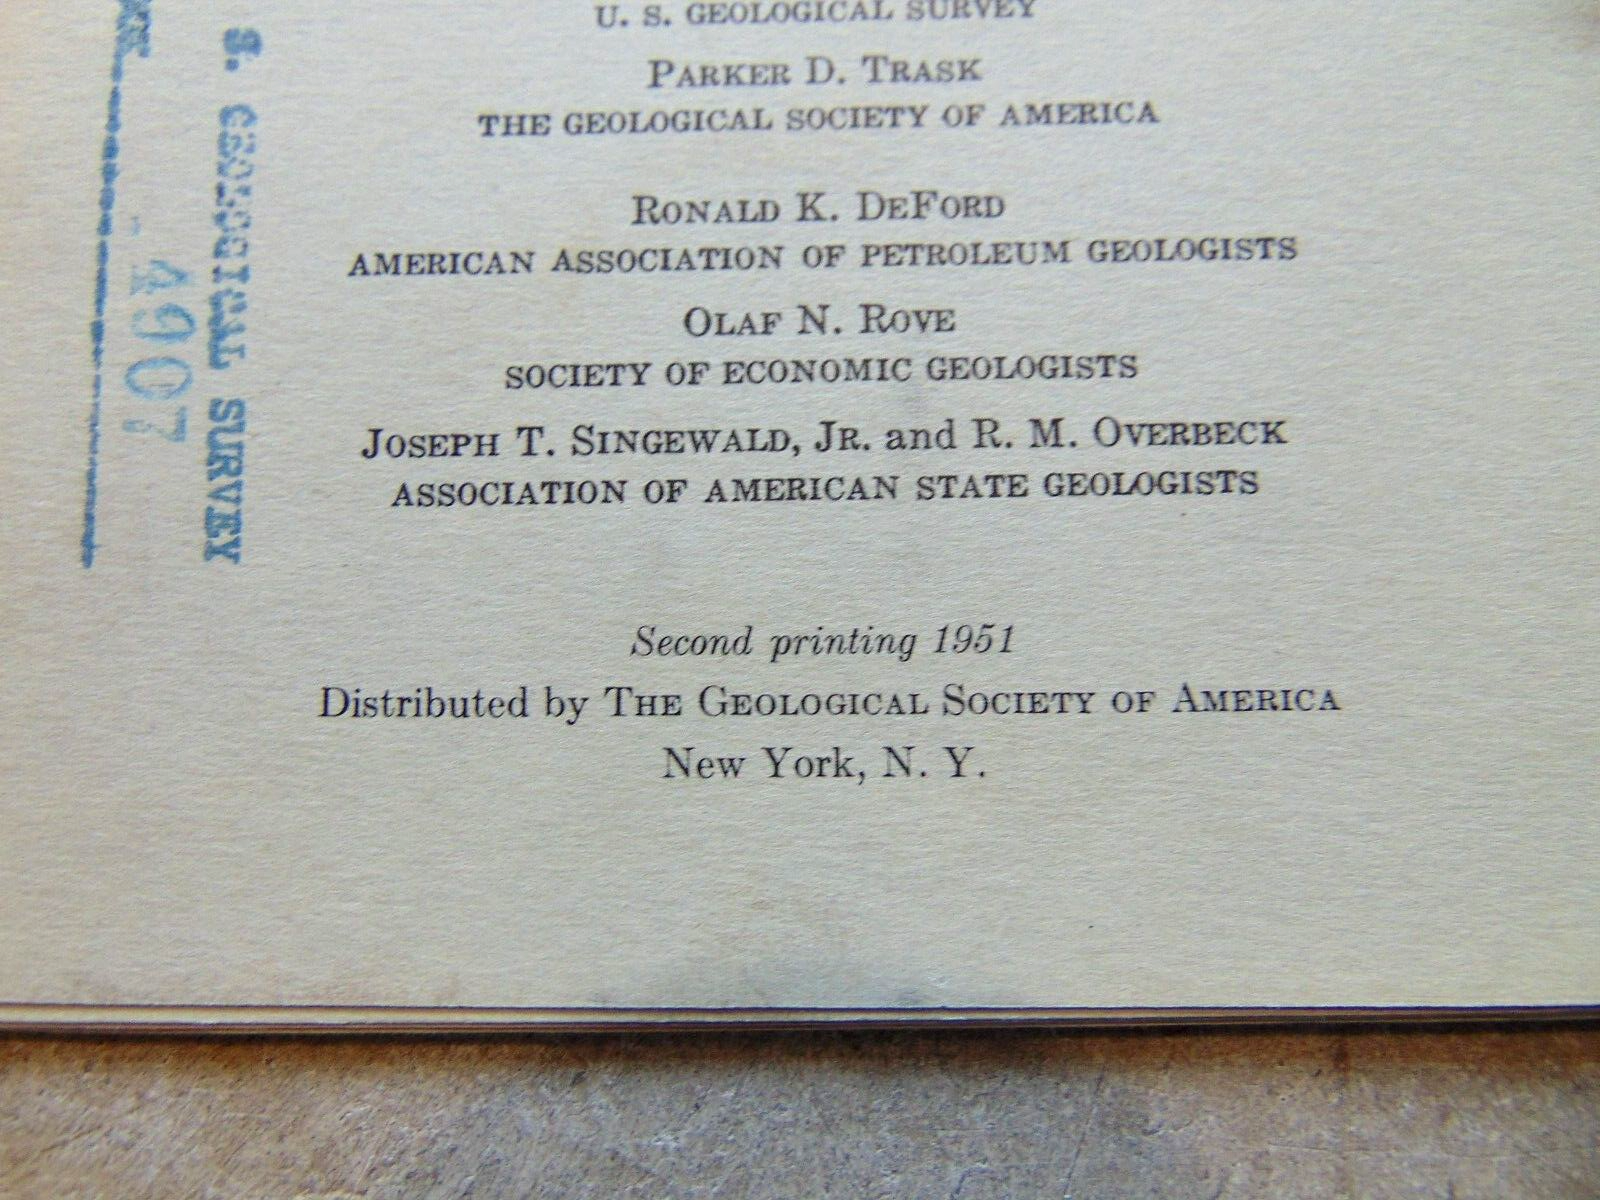 U. S. GEOLOGICAL SURVEY
PARKER D. TRASK
THE GEOLOGICAL SOCIETY OF AMERICA
RONALD K. DEFORD
AMERICAN ASSOCIATION OF PETROLEUM GEOLOGISTS
OLAF N. ROVE
SOCIETY OF ECONOMIC GEOLOGISTS
JOSEPH T. SINGEWALD, JR. and R. M. OVERBECK
ASSOCIATION OF AMERICAN STATE GEOLOGISTS
Second printing 1951
Distributed by THE GEOLOGICAL SOCIETY OF AMERICA
New York, N. Y.
S. GEOLOGICAL SURVEY
4907